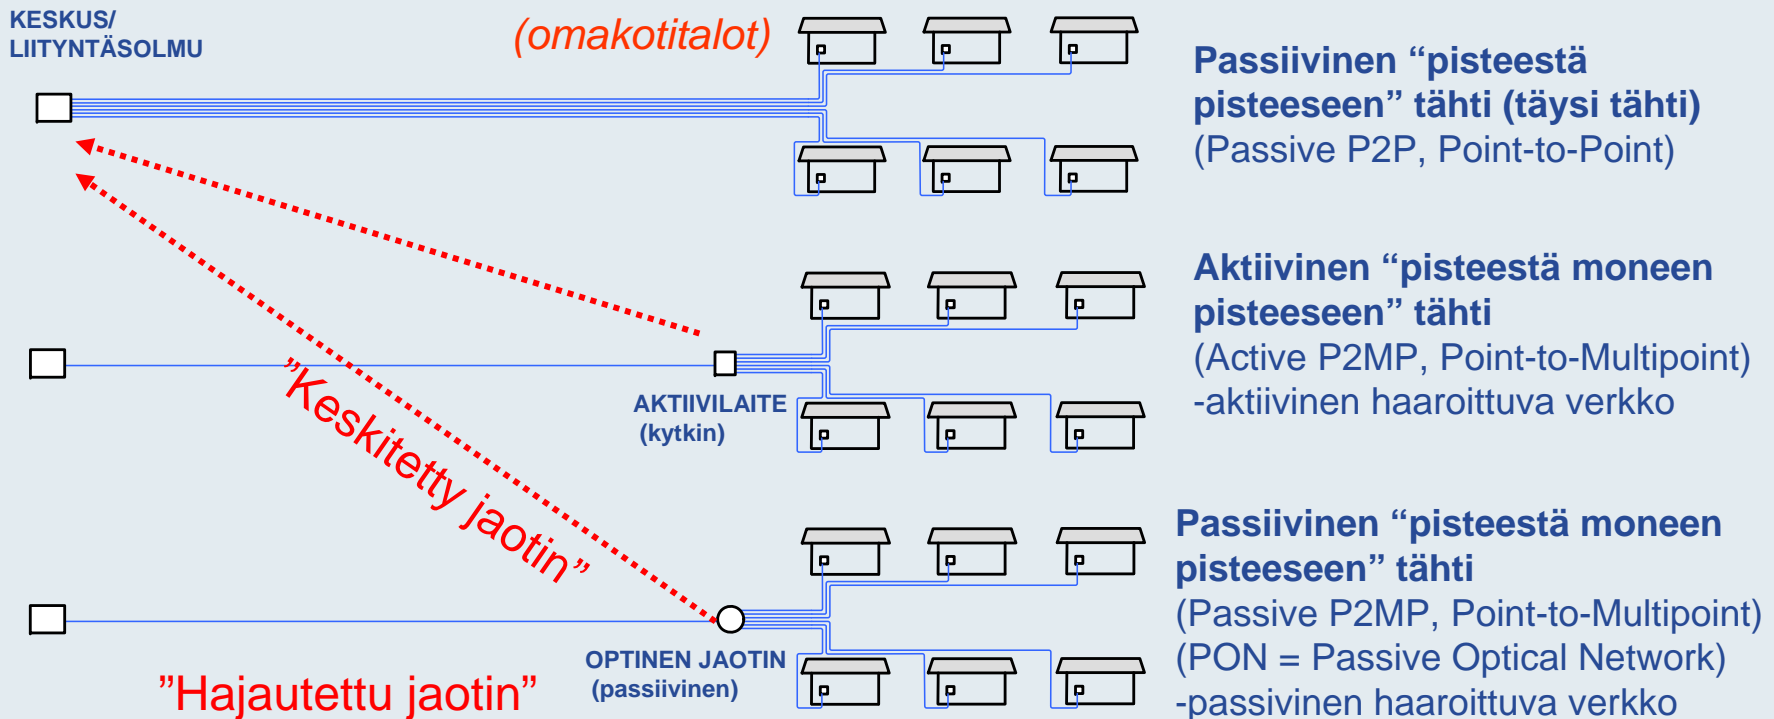 KESKUS/
LIITYNTÄSOLMU
(omakotitalot)
Passiivinen “pisteestä
pisteeseen” tähti (täysi tähti)
(Passive P2P, Point-to-Point)
Aktiivinen “pisteestä moneen
pisteeseen” tähti
(Active P2MP, Point-to-Multipoint)
-aktiivinen haaroittuva verkko
AKTIIVILAITE
(kytkin)
”Keskitetty jaotin”
Passiivinen “pisteestä moneen
pisteeseen” tähti
(Passive P2MP, Point-to-Multipoint)
(PON = Passive Optical Network)
-passivinen haaroittuva verkko
OPTINEN JAOTIN
(passiivinen)
”Hajautettu jaotin”